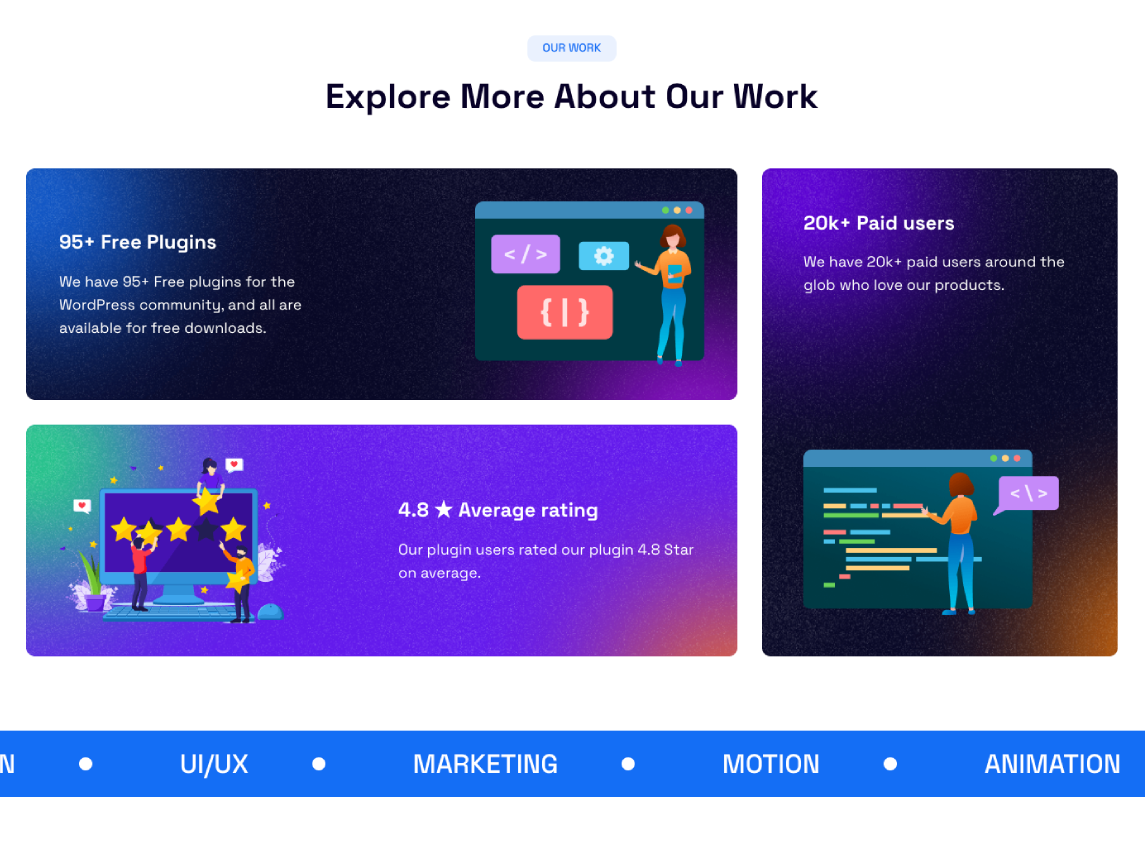 OUR WORK
Explore More About Our Work
95+ Free Plugins
We have 95+ Free plugins for the
WordPress community, and all are
available for free downloads.
</>
{|}
20k+ Paid users
We have 20k+ paid users around the
glob who love our products.
<\>
4.8 ★ Average rating
Our plugin users rated our plugin 4.8 Star
on average.
N • UI/UX • MARKETING • MOTION • ANIMATION